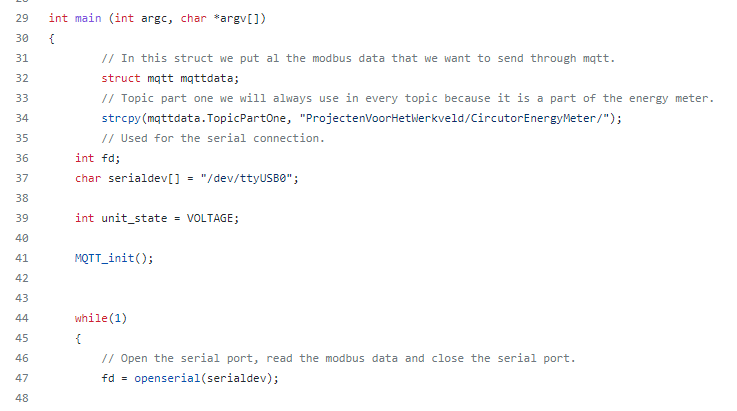 29 int main (int argc, char *argv[])
30 {
31 // In this struct we put al the modbus data that we want to send through mqtt.
32 struct mqtt mqttdata;
33 // Topic part one we will always use in every topic because it is a part of the energy meter.
34 strcpy(mqttdata.TopicPartOne, "ProjectenVoorHetWerkveld/CircutorEnergyMeter/");
35 // Used for the serial connection.
36 int fd;
37 char serialdev[] = "/dev/ttyUSB0";
38
39 int unit_state = VOLTAGE;
40
41 MQTT_init();
42
43
44 while(1)
45 {
46 // Open the serial port, read the modbus data and close the serial port.
47 fd = openserial(serialdev);
48